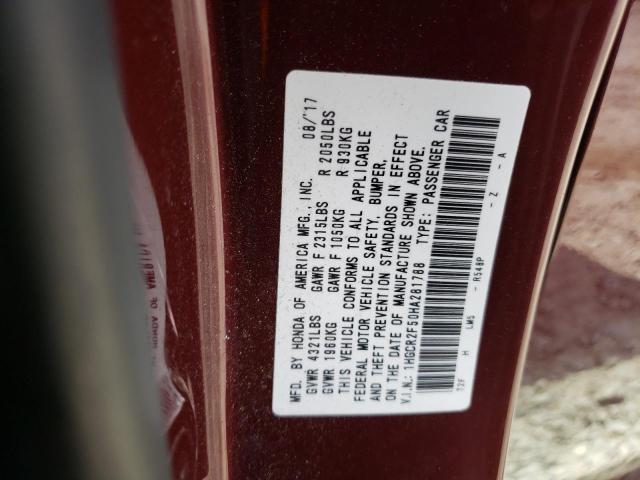 MFD. BY HONDA OF AMERICA MFG., INC. 08/'17
GVWR 4321LBS GAWR F 2315LBS R 2050LBS
GVWR 1960KG GAWR F 1050KG R 930KG
THIS VEHICLE CONFORMS TO ALL APPLICABLE
FEDERAL MOTOR VEHICLE SAFETY, BUMPER,
AND THEFT PREVENTION STANDARDS IN EFFECT
ON THE DATE OF MANUFACTURE SHOWN ABOVE.
V.I.N.: 1HGCR2F50HA281788 TYPE: PASSENGER CAR
T2F H LM5 - R548P - Z - A